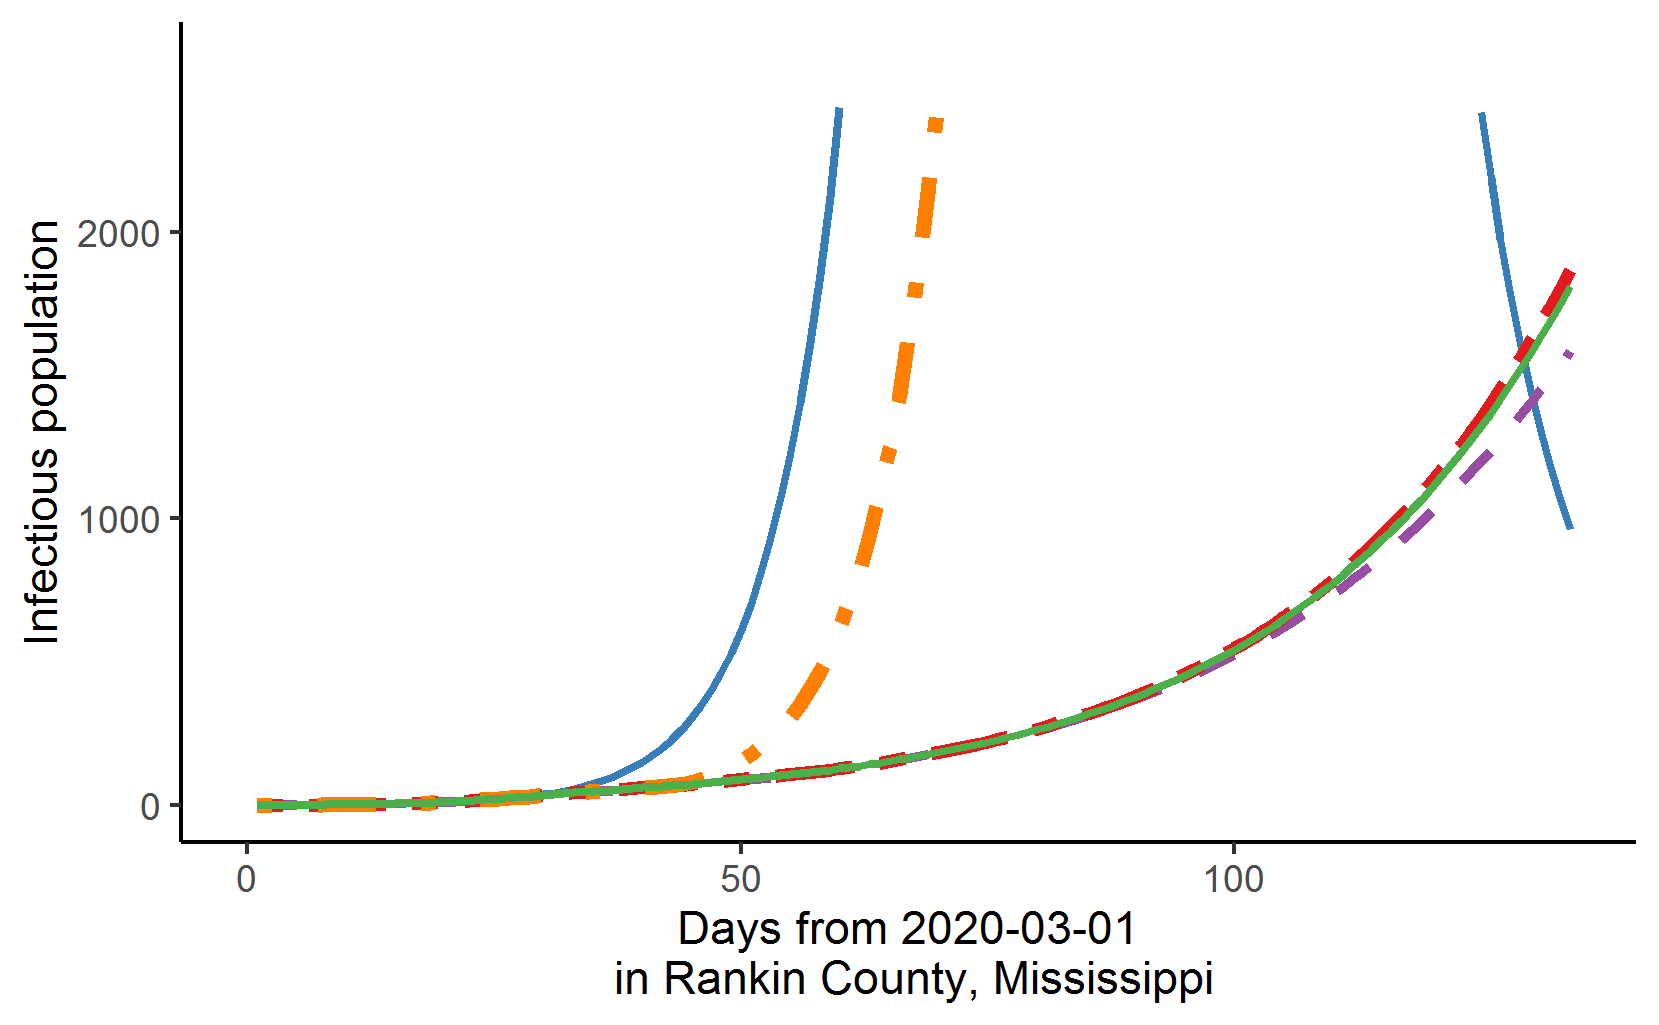 Infectious population
2000
1000
0
0
50
100
Days from 2020-03-01
in Rankin County, Mississippi